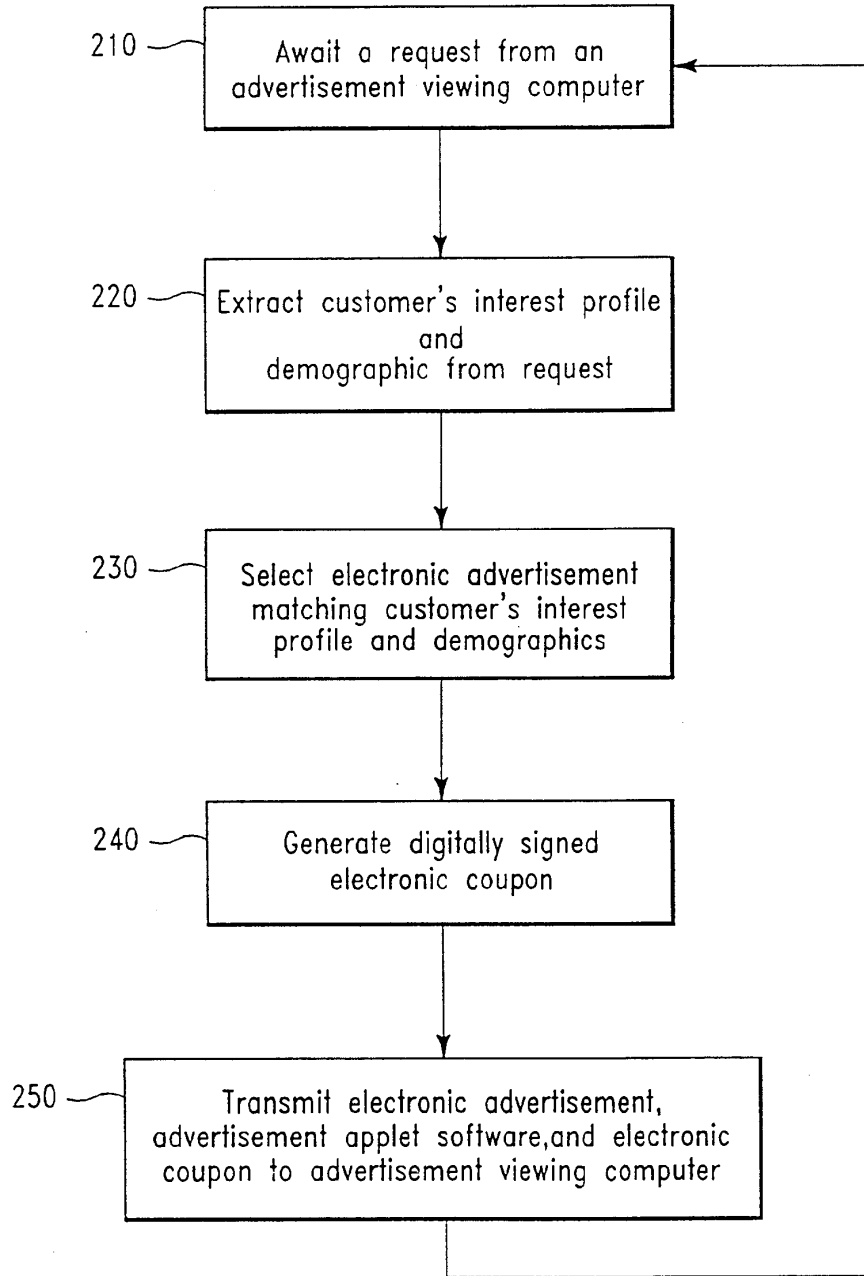 210
Await a request from an
advertisement viewing computer
220
Extract customer's interest profile
and
demographic from request
230
Select electronic advertisement
matching customer's interest
profile and demographics
240
Generate digitally signed
electronic coupon
250
Transmit electronic advertisement,
advertisement applet software,and electronic
coupon to advertisement viewing computer